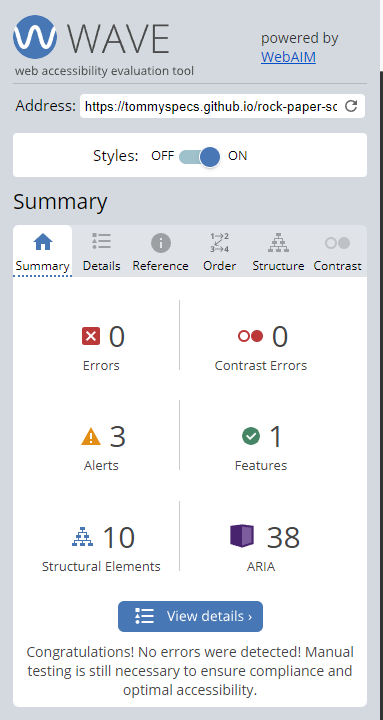 WAVE
web accessibility evaluation tool
powered by
WebAIM
Address: https://tommyspecs.github.io/rock-paper-sc
Styles: OFF ON
Summary
Summary Details Reference Order Structure Contrast
0
Errors
0
Contrast Errors
3
Alerts
1
Features
10
Structural Elements
38
ARIA
View details ›
Congratulations! No errors were detected! Manual
testing is still necessary to ensure compliance and
optimal accessibility.